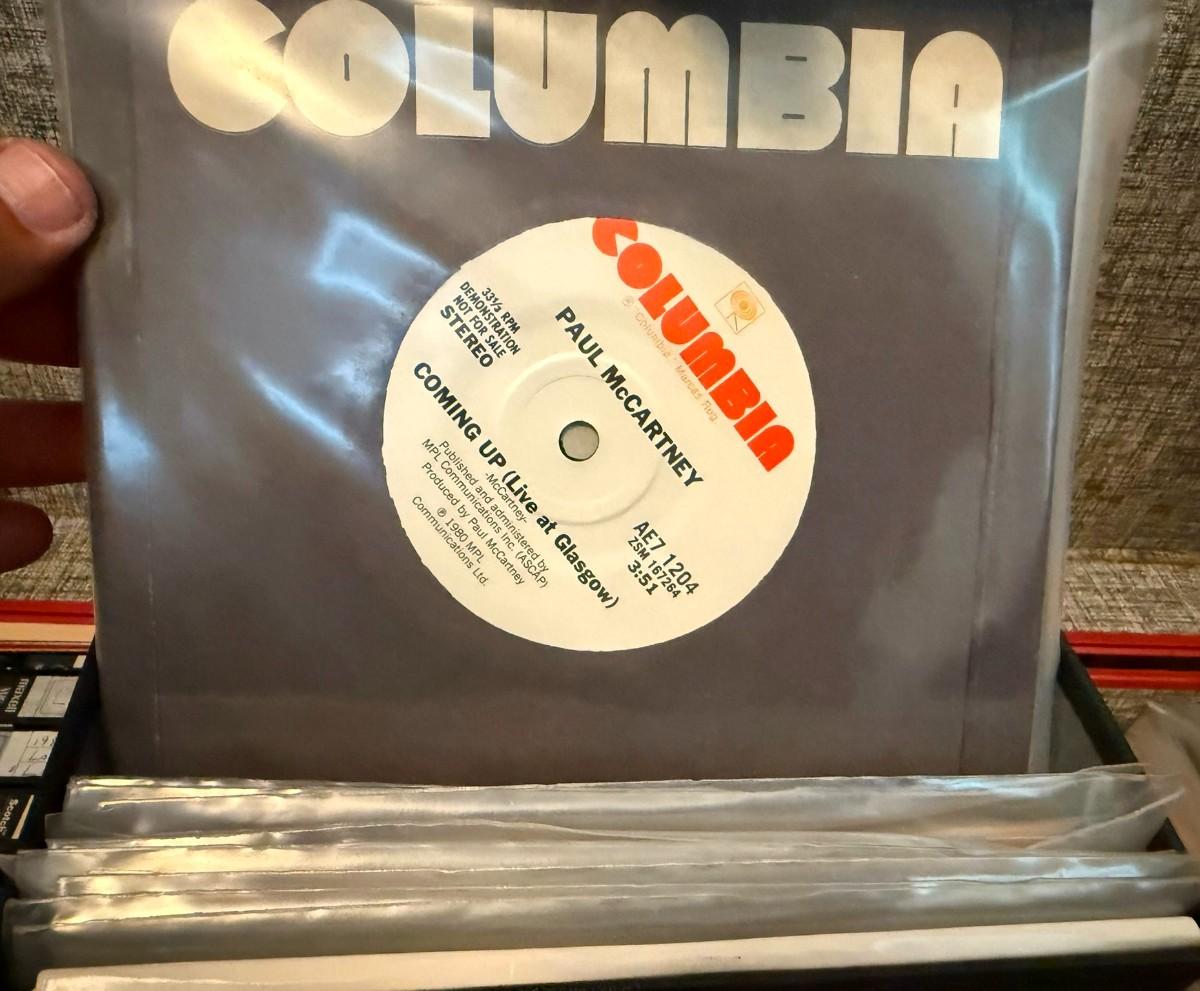 COLUMBIA
COLUMBIA
℗ "Columbia," Marcas Reg.
PAUL McCARTNEY
33⅓ RPM
DEMONSTRATION
NOT FOR SALE
STEREO
AE7 1204
ZSM 167264
3:51
COMING UP (Live at Glasgow)
-McCartney-
Published and administered by
MPL Communications Inc. (ASCAP)
Produced by Paul McCartney
℗ 1980 MPL
Communications Ltd.
maxell
Scotch